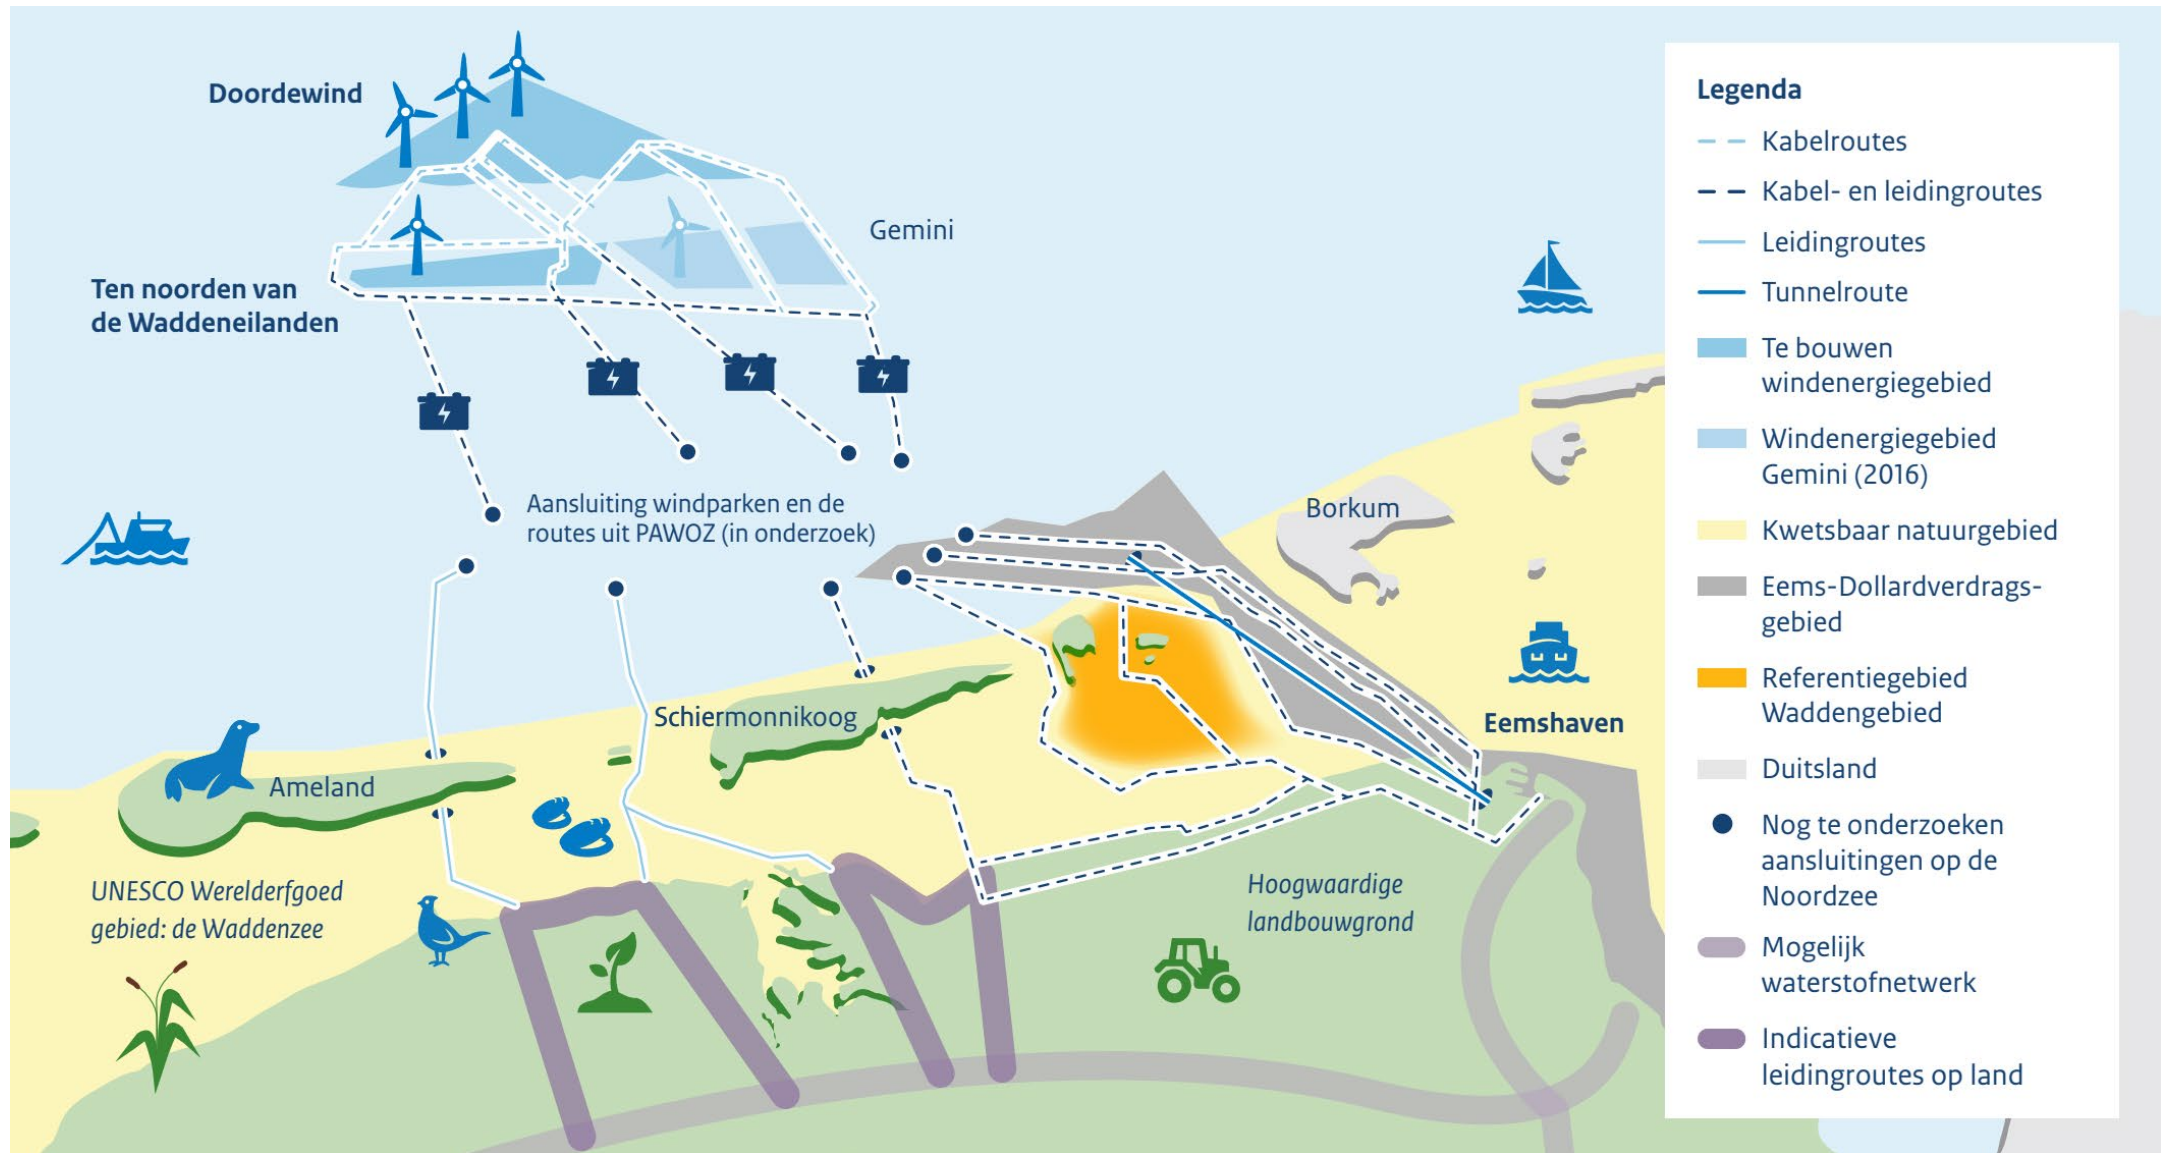 Doordewind
Gemini
Ten noorden van
de Waddeneilanden
Aansluiting windparken en de
routes uit PAWOZ (in onderzoek)
Borkum
Schiermonnikoog
Eemshaven
Ameland
UNESCO Werelderfgoed
gebied: de Waddenzee
Hoogwaardige
landbouwgrond
Legenda
Kabelroutes
Kabel- en leidingroutes
Leidingroutes
Tunnelroute
Te bouwen
windenergiegebied
Windenergiegebied
Gemini (2016)
Kwetsbaar natuurgebied
Eems-Dollardverdrags-
gebied
Referentiegebied
Waddengebied
Duitsland
Nog te onderzoeken
aansluitingen op de
Noordzee
Mogelijk
waterstofnetwerk
Indicatieve
leidingroutes op land